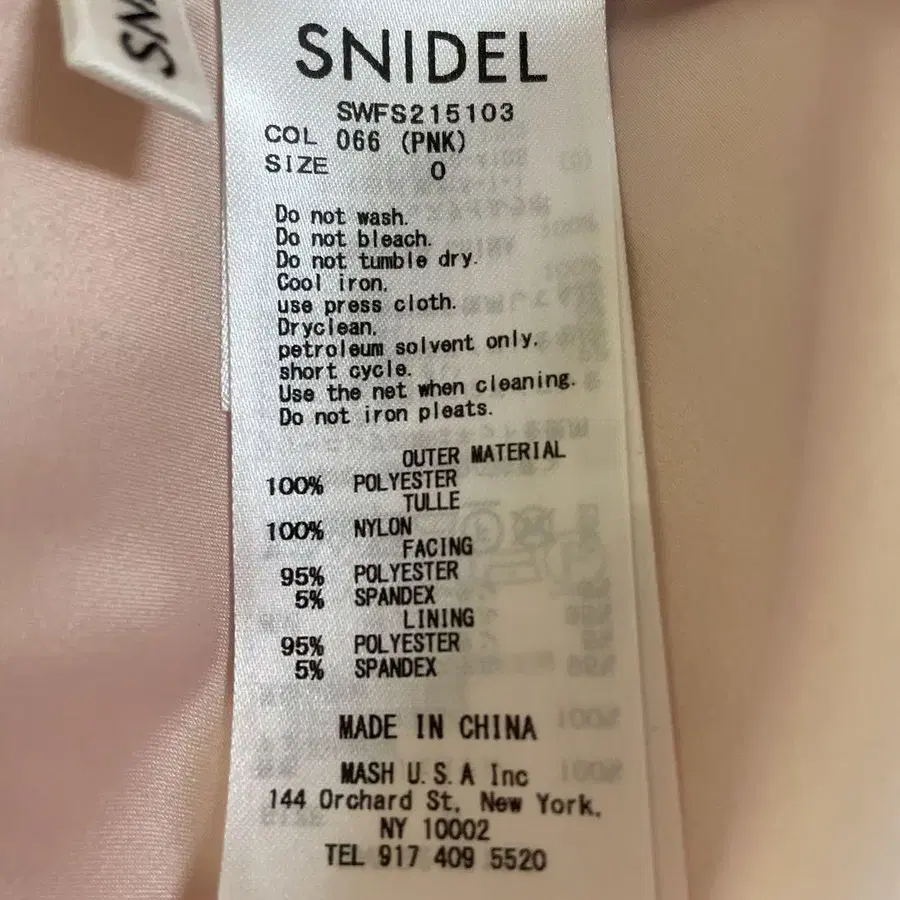 SNIDEL
SWFS215103
COL 066 (PNK)
SIZE 0
Do not wash.
Do not bleach.
Do not tumble dry.
Cool iron.
use press cloth.
Dryclean.
petroleum solvent only.
short cycle.
Use the net when cleaning.
Do not iron pleats.
OUTER MATERIAL
100% POLYESTER
TULLE
100% NYLON
FACING
95% POLYESTER
5% SPANDEX
LINING
95% POLYESTER
5% SPANDEX
MADE IN CHINA
MASH U.S.A Inc
144 Orchard St. New York,
NY 10002
TEL 917 409 5520